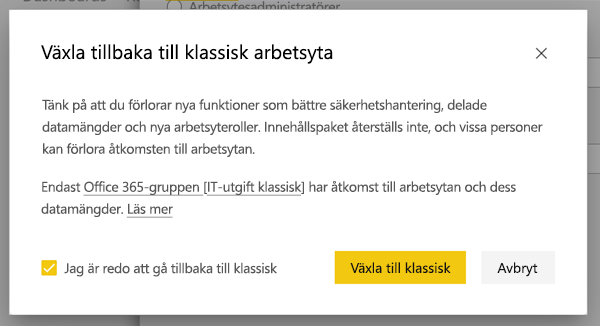 Arbetsytesadministratörer
Växla tillbaka till klassisk arbetsyta
Tänk på att du förlorar nya funktioner som bättre säkerhetshantering, delade
datamängder och nya arbetsyteroller. Innehållspaket återställs inte, och vissa personer
kan förlora åtkomsten till arbetsytan.
Endast Office 365-gruppen [IT-utgift klassisk] har åtkomst till arbetsytan och dess
datamängder. Läs mer
Jag är redo att gå tillbaka till klassisk
Växla till klassisk
Avbryt